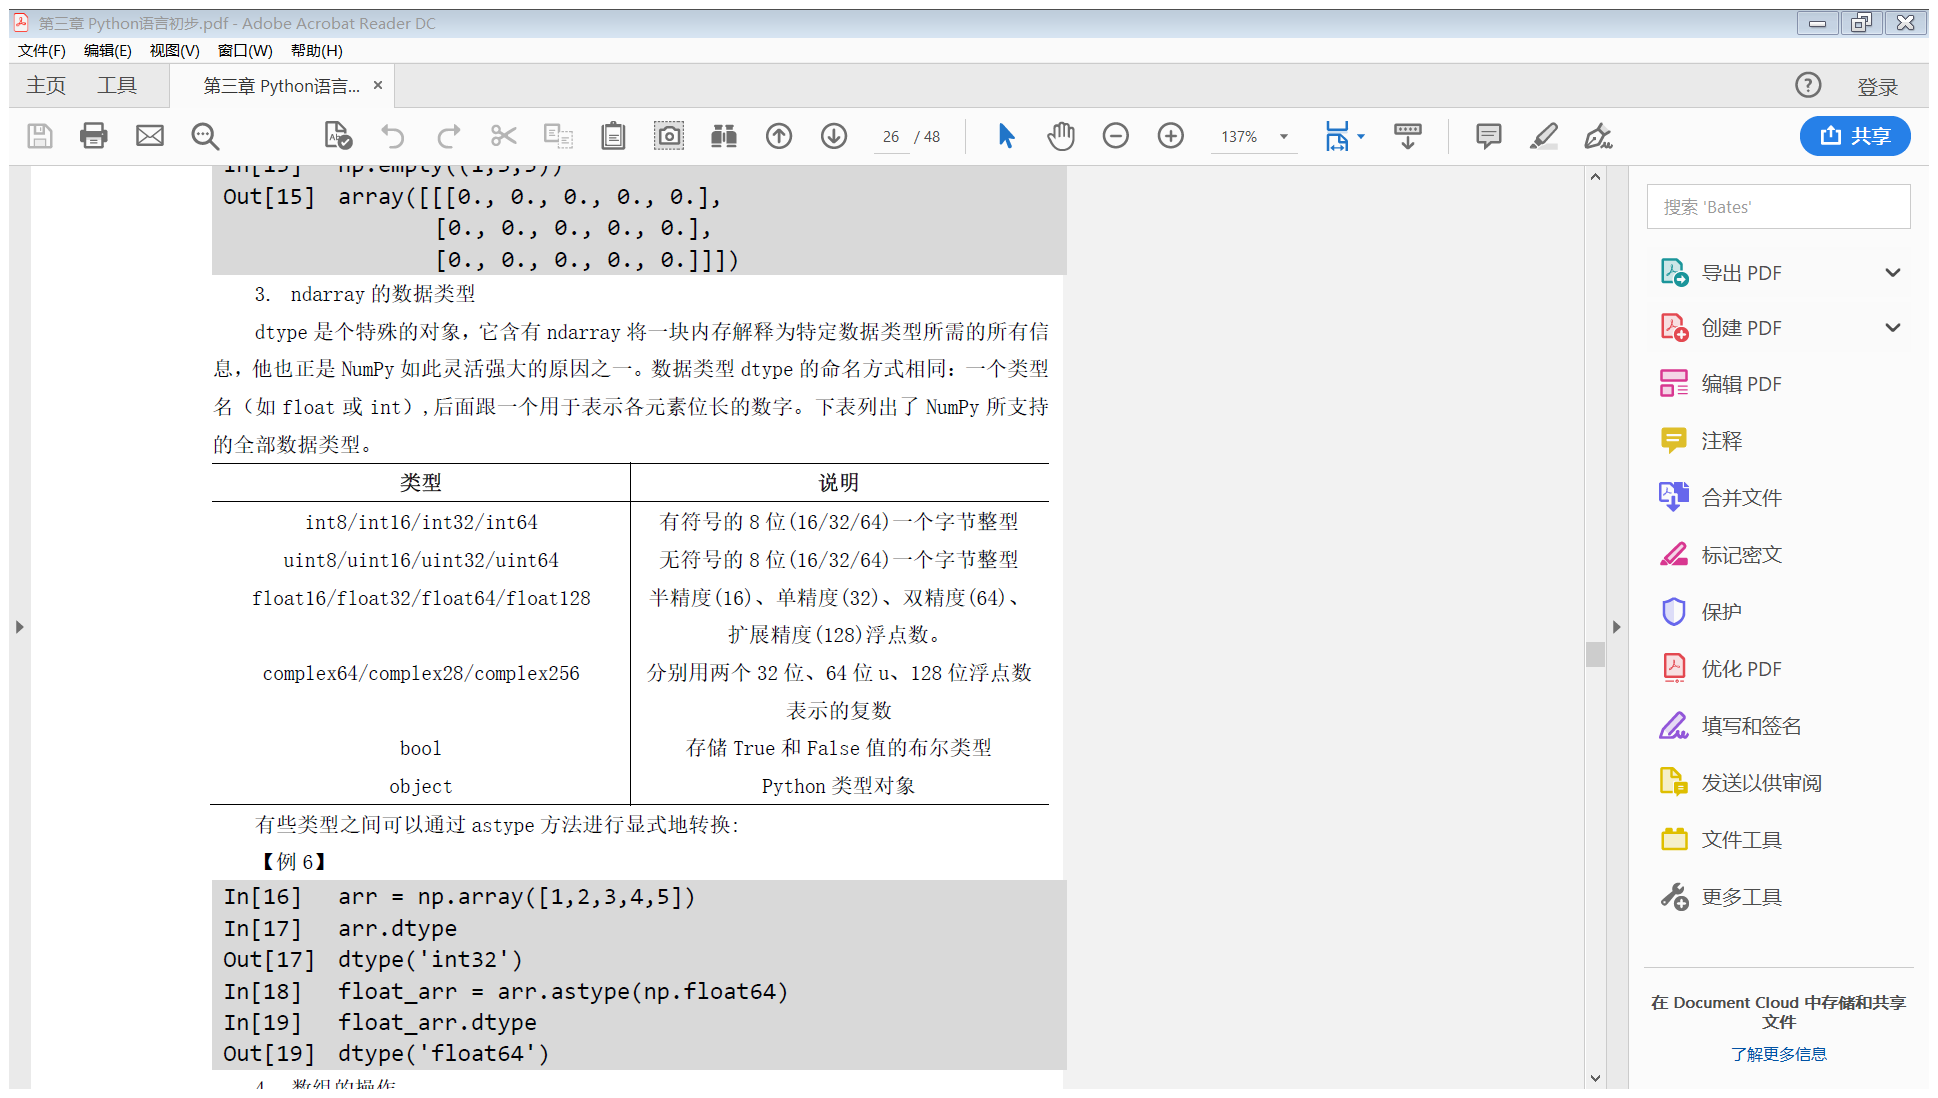 第三章 Python语言初步.pdf - Adobe Acrobat Reader DC
文件(F) 编辑(E) 视图(V) 窗口(W) 帮助(H)
主页 工具 第三章 Python语言... ×
登录
26 / 48
137%
共享
In[15] np.empty((1,3,5))
Out[15] array([[[0., 0., 0., 0., 0.],
[0., 0., 0., 0., 0.],
[0., 0., 0., 0., 0.]]])
3. ndarray 的数据类型
dtype 是个特殊的对象，它含有 ndarray 将一块内存解释为特定数据类型所需的所有信
息，他也正是 NumPy 如此灵活强大的原因之一。数据类型 dtype 的命名方式相同：一个类型
名（如 float 或 int）,后面跟一个用于表示各元素位长的数字。下表列出了 NumPy 所支持
的全部数据类型。
类型 说明
int8/int16/int32/int64 有符号的 8 位(16/32/64)一个字节整型
uint8/uint16/uint32/uint64 无符号的 8 位(16/32/64)一个字节整型
float16/float32/float64/float128 半精度(16)、单精度(32)、双精度(64)、
扩展精度(128)浮点数。
complex64/complex28/complex256 分别用两个 32 位、64 位 u、128 位浮点数
表示的复数
bool 存储 True 和 False 值的布尔类型
object Python 类型对象
有些类型之间可以通过 astype 方法进行显式地转换:
【例 6】
In[16] arr = np.array([1,2,3,4,5])
In[17] arr.dtype
Out[17] dtype('int32')
In[18] float_arr = arr.astype(np.float64)
In[19] float_arr.dtype
Out[19] dtype('float64')
4. 数组的操作
搜索 'Bates'
导出 PDF
创建 PDF
编辑 PDF
注释
合并文件
标记密文
保护
优化 PDF
填写和签名
发送以供审阅
文件工具
更多工具
在 Document Cloud 中存储和共享
文件
了解更多信息